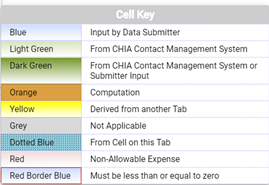 Cell Key
Blue Input by Data Submitter
Light Green From CHIA Contact Management System
Dark Green From CHIA Contact Management System or
Submitter Input
Orange Computation
Yellow Derived from another Tab
Grey Not Applicable
Dotted Blue From Cell on this Tab
Red Non-Allowable Expense
Red Border Blue Must be less than or equal to zero